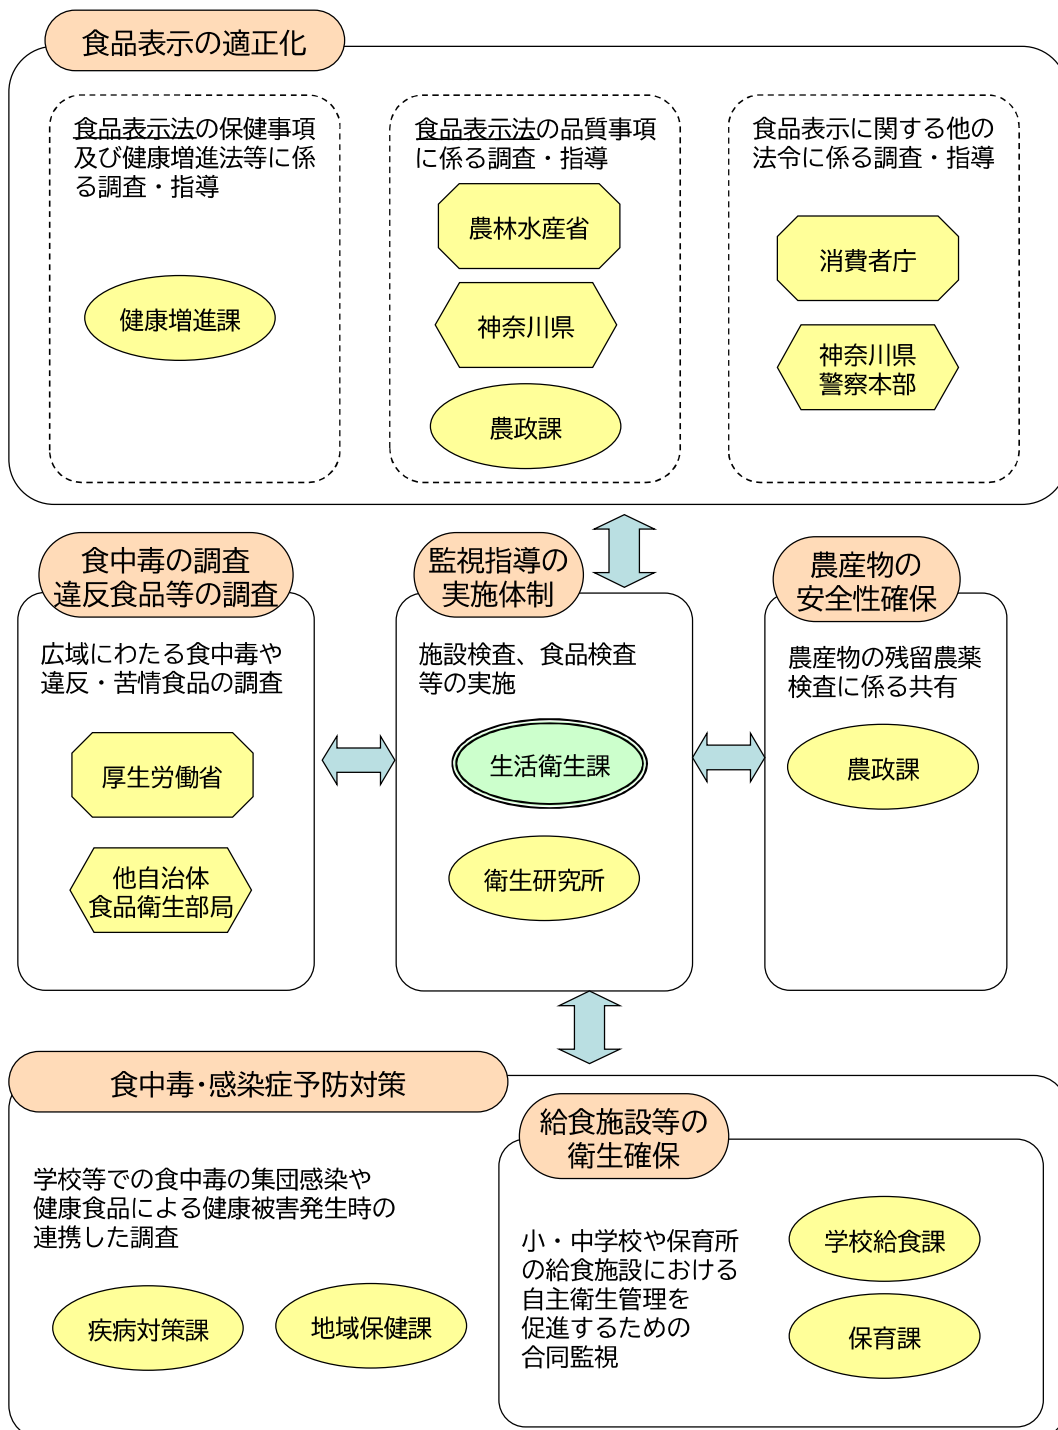 食品表示の適正化
食品表示法の保健事項
及び健康増進法等に係
る調査・指導
健康増進課
食品表示法の品質事項
に係る調査・指導
農林水産省
神奈川県
農政課
食品表示に関する他の
法令に係る調査・指導
消費者庁
神奈川県
警察本部
食中毒の調査
違反食品等の調査
広域にわたる食中毒や
違反・苦情食品の調査
厚生労働省
他自治体
食品衛生部局
監視指導の
実施体制
施設検査、食品検査
等の実施
生活衛生課
衛生研究所
農産物の
安全性確保
農産物の残留農薬
検査に係る共有
農政課
食中毒･感染症予防対策
学校等での食中毒の集団感染や
健康食品による健康被害発生時の
連携した調査
疾病対策課
地域保健課
給食施設等の
衛生確保
小・中学校や保育所
の給食施設における
自主衛生管理を
促進するための
合同監視
学校給食課
保育課